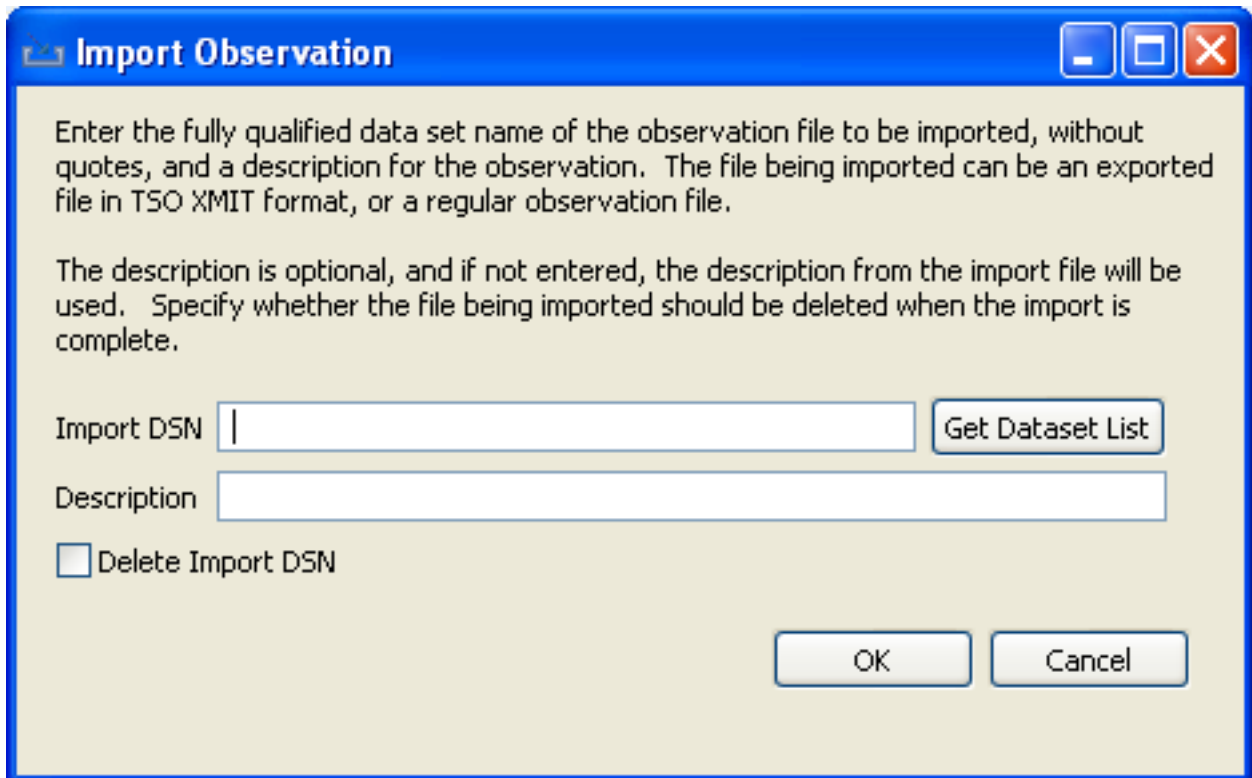 Import Observation
Enter the fully qualified data set name of the observation file to be imported, without
quotes, and a description for the observation.  The file being imported can be an exported
file in TSO XMIT format, or a regular observation file.
The description is optional, and if not entered, the description from the import file will be
used.   Specify whether the file being imported should be deleted when the import is
complete.
Import DSN
Get Dataset List
Description
Delete Import DSN
OK
Cancel